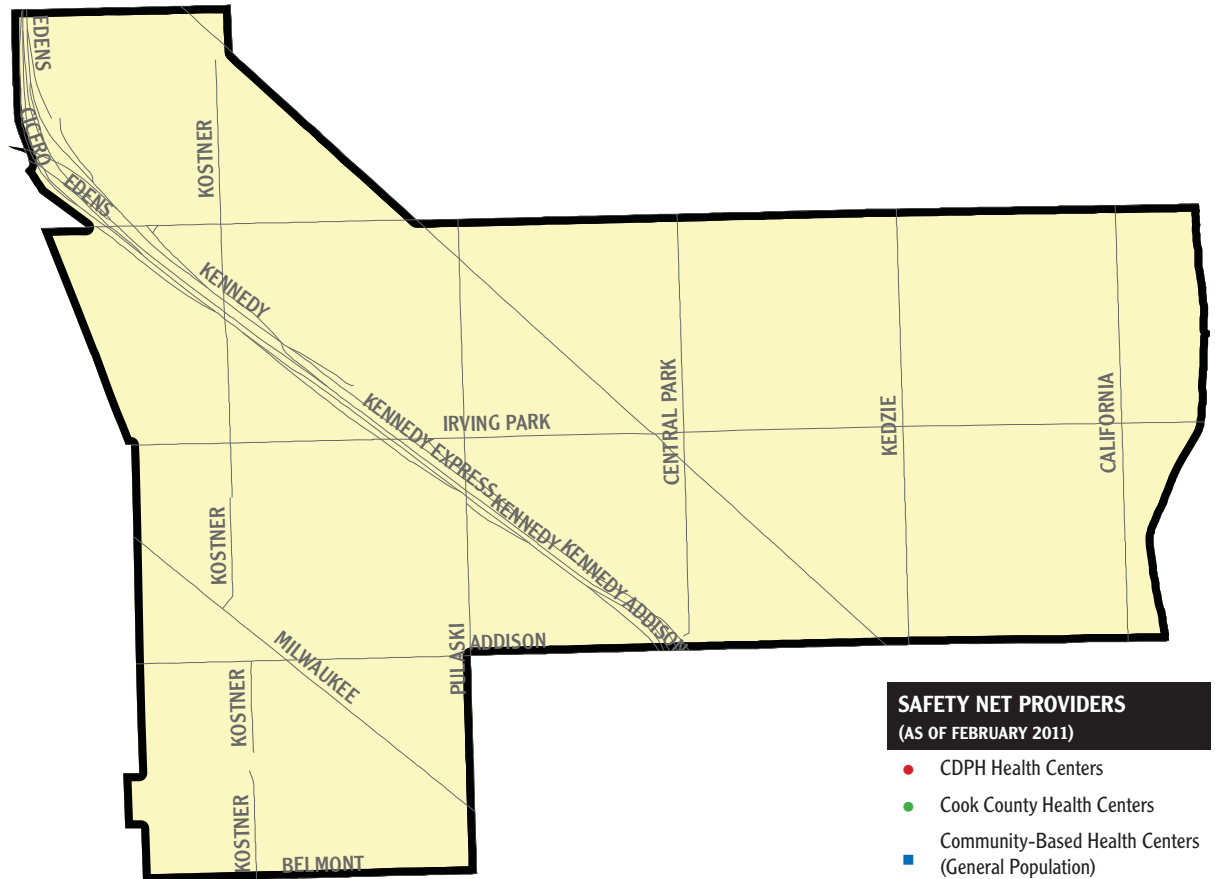 EDENS
CICERO
KOSTNER
EDENS
KENNEDY
CENTRAL PARK
KEDZIE
CALIFORNIA
IRVING PARK
KENNEDY EXPRESS
KENNEDY
KENNEDY
ADDISON
KOSTNER
MILWAUKEE
PULASKI
ADDISON
KOSTNER
KOSTNER
BELMONT
SAFETY NET PROVIDERS
(AS OF FEBRUARY 2011)
CDPH Health Centers
Cook County Health Centers
Community-Based Health Centers
(General Population)